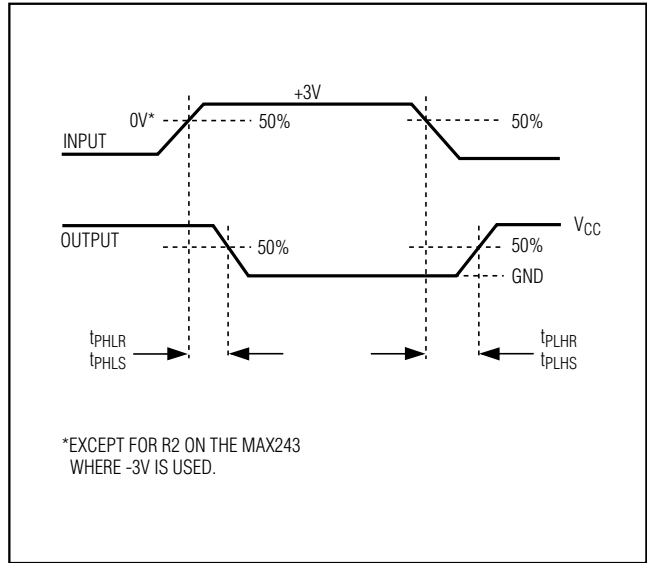 +3V
0V* 50% 50%
INPUT
VCC
OUTPUT
50% 50%
GND
tPHLR tPLHR
tPHLS tPLHS
*EXCEPT FOR R2 ON THE MAX243
WHERE -3V IS USED.